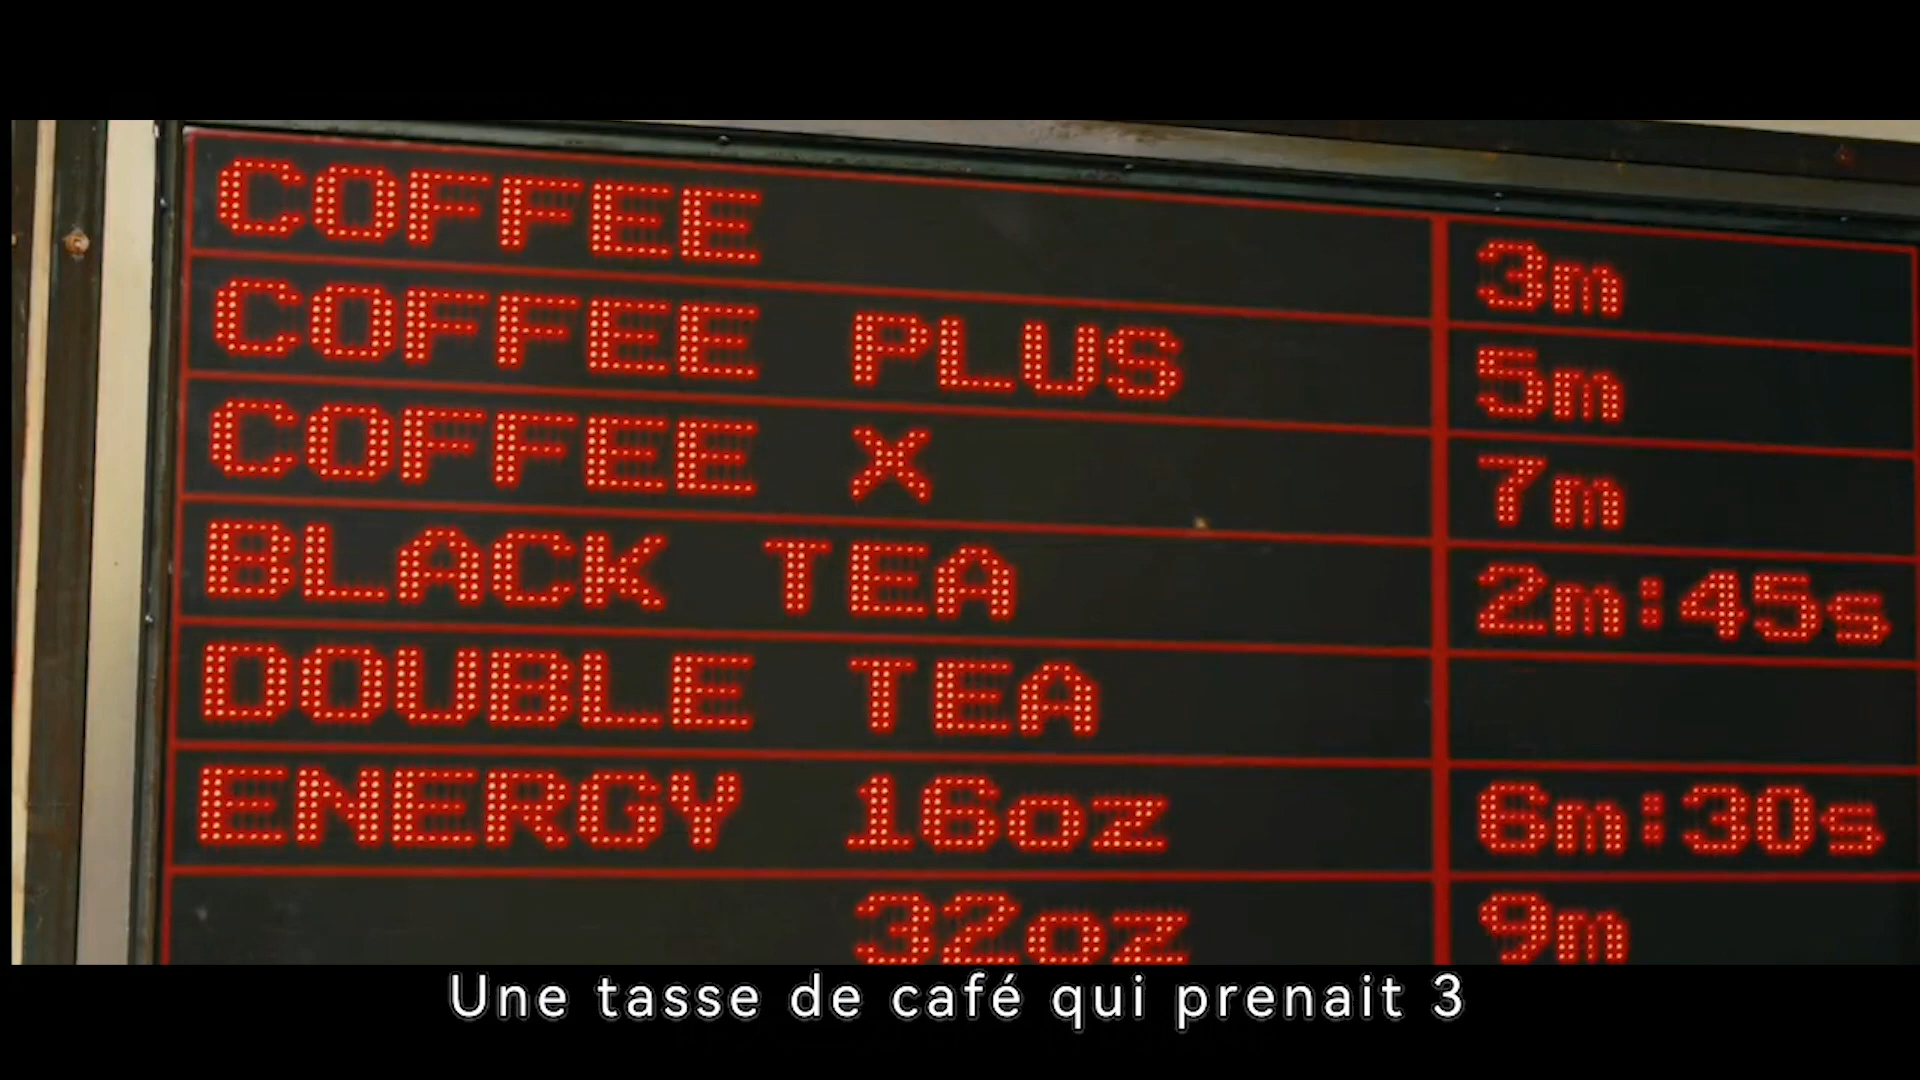 COFFEE 3m
COFFEE PLUS 5m
COFFEE X 7m
BLACK TEA 2m:45s
DOUBLE TEA
ENERGY 16oz 6m:30s
32oz 9m
Une tasse de café qui prenait 3